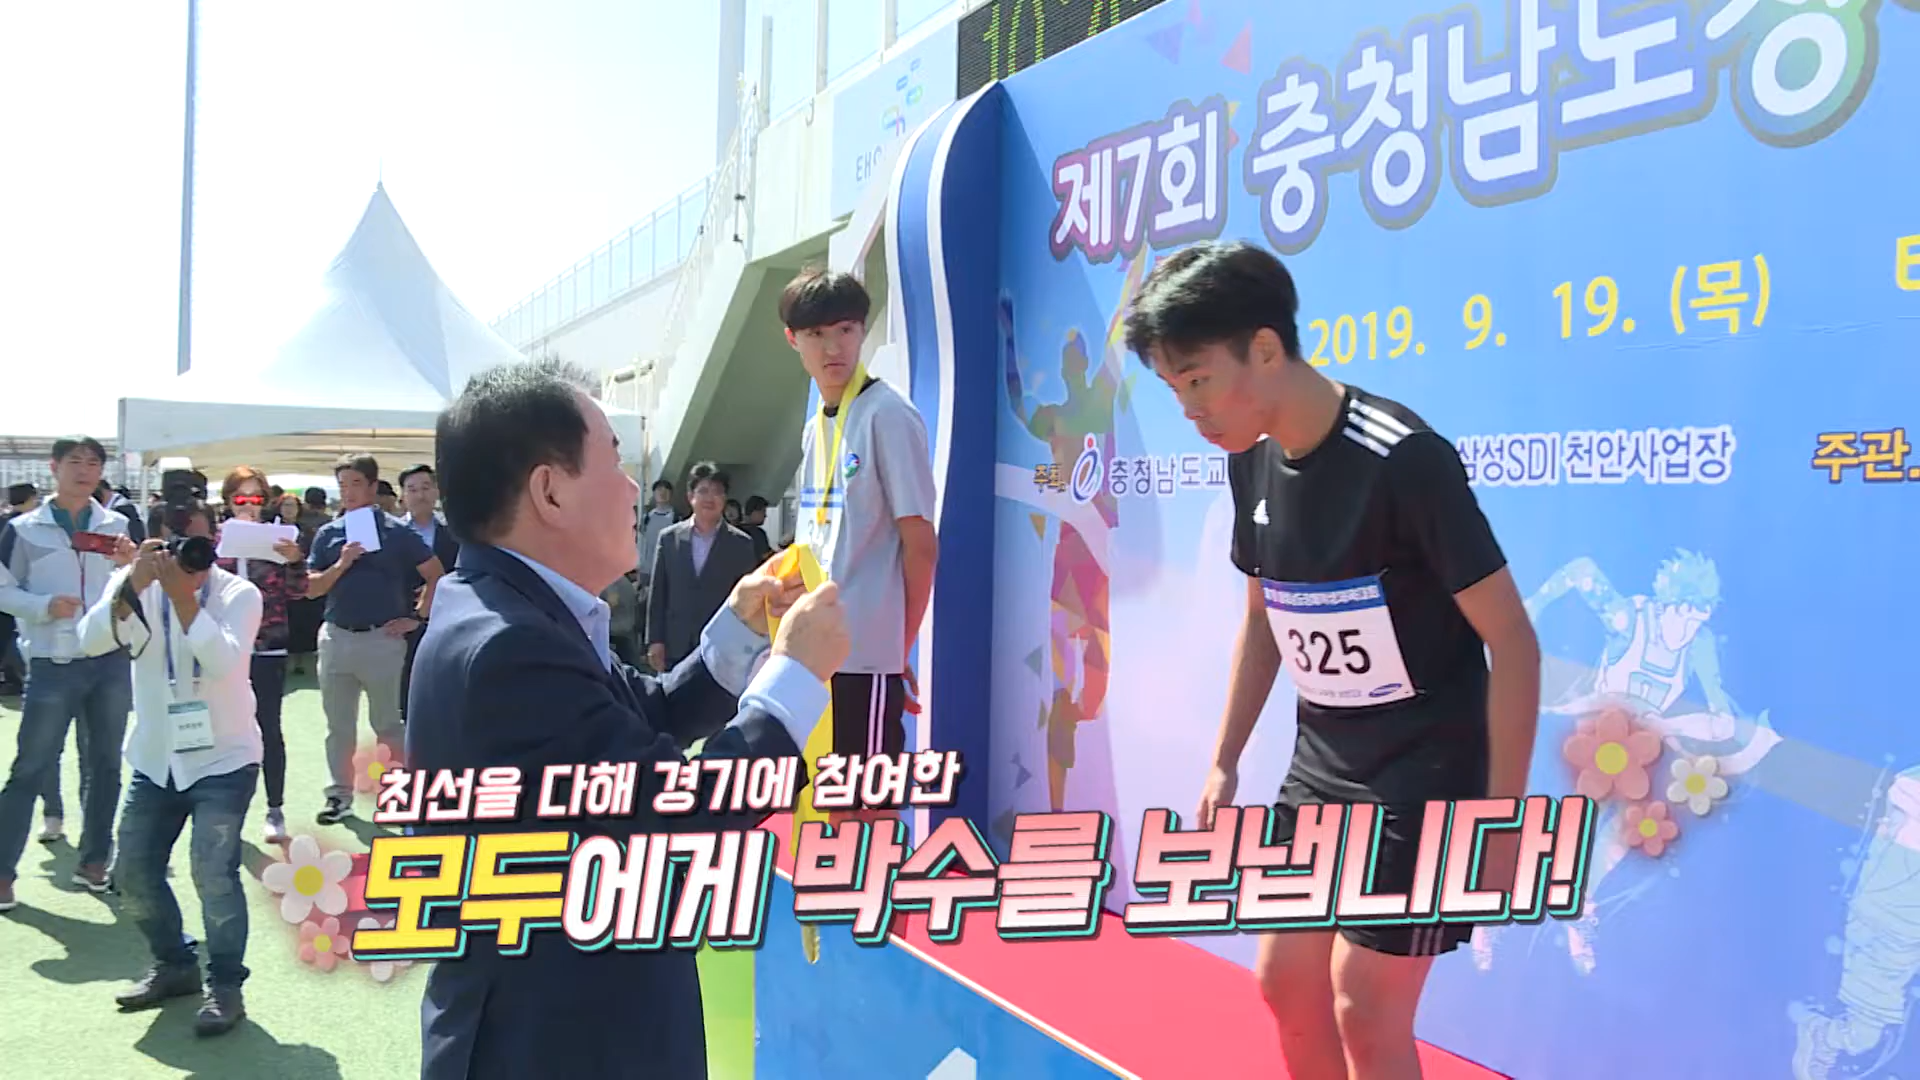 제7회 충청남도
2019. 9. 19. (목)
주최 충청남도교
삼성SDI 천안사업장
주관
325
최선을 다해 경기에 참여한
모두에게 박수를 보냅니다!